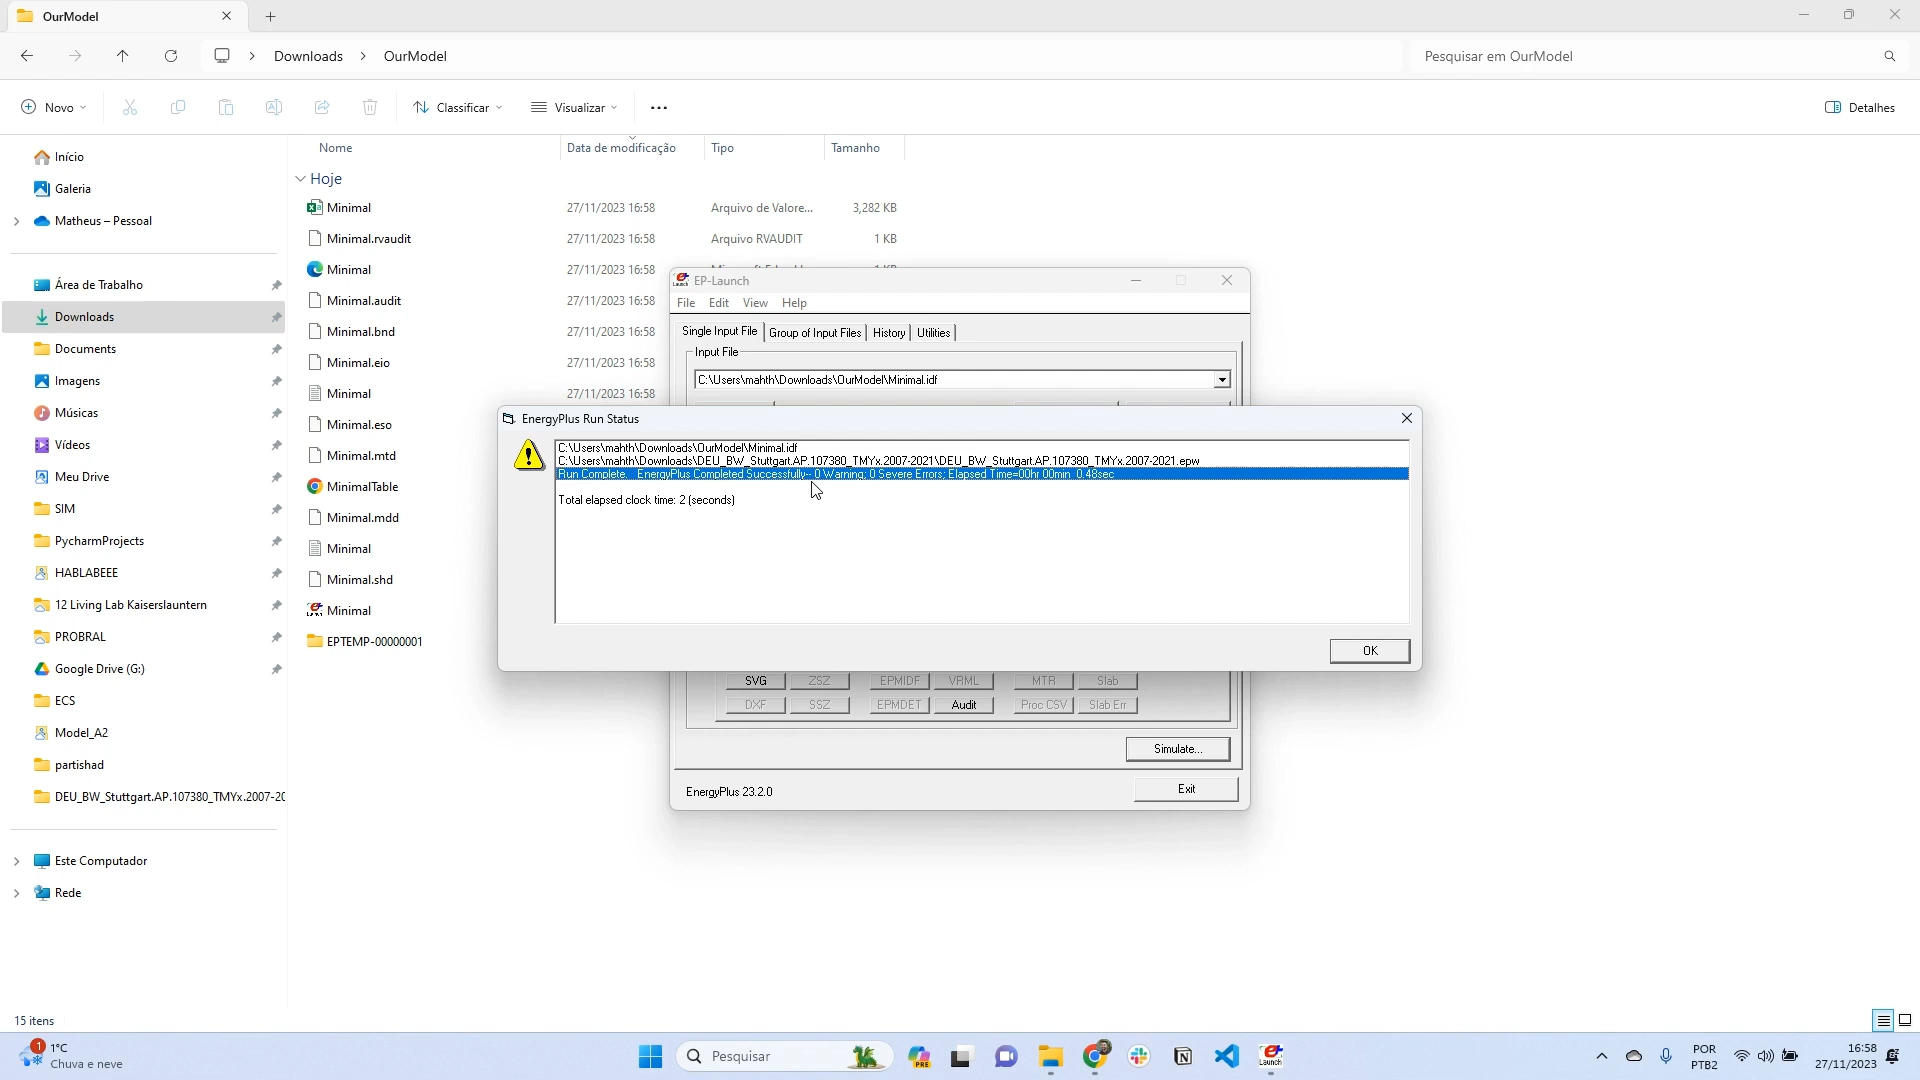 OurModel
Downloads > OurModel
Pesquisar em OurModel
Novo
Classificar
Visualizar
Detalhes
Nome Data de modificação Tipo Tamanho
Hoje
Início
Galeria
Matheus – Pessoal
Área de Trabalho
Downloads
Documents
Imagens
Músicas
Vídeos
Meu Drive
SIM
PycharmProjects
HABLABEEE
12 Living Lab Kaiserslauntern
PROBRAL
Google Drive (G:)
ECS
Model_A2
partishad
DEU_BW_Stuttgart.AP.107380_TMYx.2007-20
Este Computador
Rede
Minimal 27/11/2023 16:58 Arquivo de Valore... 3,282 KB
Minimal.rvaudit 27/11/2023 16:58 Arquivo RVAUDIT 1 KB
Minimal 27/11/2023 16:58
Minimal.audit 27/11/2023 16:58
Minimal.bnd 27/11/2023 16:58
Minimal.eio 27/11/2023 16:58
Minimal 27/11/2023 16:58
Minimal.eso
Minimal.mtd
MinimalTable
Minimal.mdd
Minimal
Minimal.shd
Minimal
EPTEMP-00000001
EP-Launch
File Edit View Help
Single Input File Group of Input Files History Utilities
Input File
C:\Users\mahth\Downloads\OurModel\Minimal.idf
EnergyPlus Run Status
C:\Users\mahth\Downloads\OurModel\Minimal.idf
C:\Users\mahth\Downloads\DEU_BW_Stuttgart.AP.107380_TMYx.2007-2021\DEU_BW_Stuttgart.AP.107380_TMYx.2007-2021.epw
Run Complete. EnergyPlus Completed Successfully-- 0 Warning; 0 Severe Errors; Elapsed Time=00hr 00min 0.48sec
Total elapsed clock time: 2 (seconds)
OK
SVG ZSZ EPMIDF VRML MTR Slab
DXF SSZ EPMDET Audit Proc CSV Slab Err
Simulate...
EnergyPlus 23.2.0
Exit
15 itens
1
1°C
Chuva e neve
Pesquisar
PRE
Launch
POR
PTB2
16:58
27/11/2023